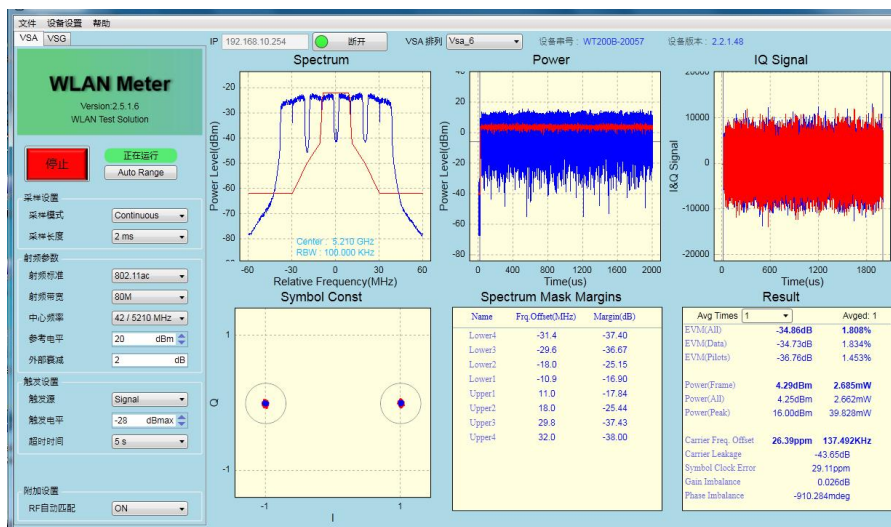 文件 设备设置 帮助
VSA VSG
IP 192.168.10.254 断开 VSA 排列 Vsa_6 设备串号： WT200B-20057 设备版本： 2.2.1.48
WLAN Meter
Version:2.5.1.6
WLAN Test Solution
停止
正在运行
Auto Range
采样设置
采样模式 Continuous
采样长度 2 ms
射频参数
射频标准 802.11ac
射频带宽 80M
中心频率 42 / 5210 MHz
参考电平 20 dBm
外部衰减 2 dB
触发设置
触发源 Signal
触发电平 -28 dBmax
超时时间 5 s
附加设置
RF自动匹配 ON
Spectrum
Power Level(dBm)
-20
-30
-40
-50
-60
-70
-80
Center : 5.210 GHz
RBW : 100.000 KHz
-60 -30 0 30 60
Relative Frequency(MHz)
Power
Power Level(dBm)
40
20
0
-20
-40
-60
-80
0 400 800 1200 1600 2000
Time(us)
IQ Signal
I&Q Signal
20000
10000
0
-10000
-20000
0 600 1200 1800
Time(us)
Symbol Const
Q
1
-1
-1 1
I
Spectrum Mask Margins
Name Frq.Offset(MHz) Margin(dB)
Lower4 -31.4 -37.40
Lower3 -29.6 -36.67
Lower2 -18.0 -25.15
Lower1 -10.9 -16.90
Upper1 11.0 -17.84
Upper2 18.0 -25.44
Upper3 29.8 -37.43
Upper4 32.0 -38.00
Result
Avg Times 1 Avged: 1
EVM(All) -34.86dB 1.808%
EVM(Data) -34.73dB 1.834%
EVM(Pilots) -36.76dB 1.453%
Power(Frame) 4.29dBm 2.685mW
Power(All) 4.25dBm 2.662mW
Power(Peak) 16.00dBm 39.828mW
Carrier Freq. Offset 26.39ppm 137.492KHz
Carrier Leakage -43.65dB
Symbol Clock Error 29.11ppm
Gain Imbalance 0.026dB
Phase Imbalance -910.284mdeg